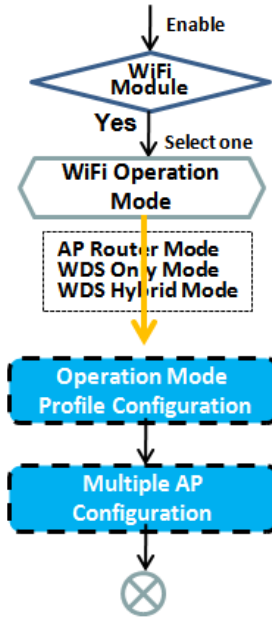 Enable
WiFi
Module
Yes
Select one
WiFi Operation
Mode
AP Router Mode
WDS Only Mode
WDS Hybrid Mode
Operation Mode
Profile Configuration
Multiple AP
Configuration